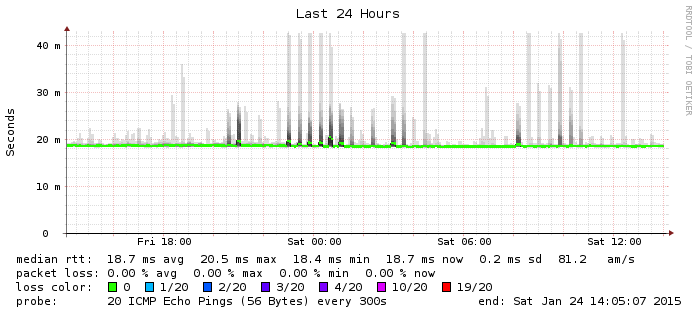 Last 24 Hours
RRDTOOL / TOBI OETIKER
Seconds
40 m
30 m
20 m
10 m
0
Fri 18:00 Sat 00:00 Sat 06:00 Sat 12:00
median rtt: 18.7 ms avg 20.5 ms max 18.4 ms min 18.7 ms now 0.2 ms sd 81.2 am/s
packet loss: 0.00 % avg 0.00 % max 0.00 % min 0.00 % now
loss color: 0 1/20 2/20 3/20 4/20 10/20 19/20
probe: 20 ICMP Echo Pings (56 Bytes) every 300s end: Sat Jan 24 14:05:07 2015